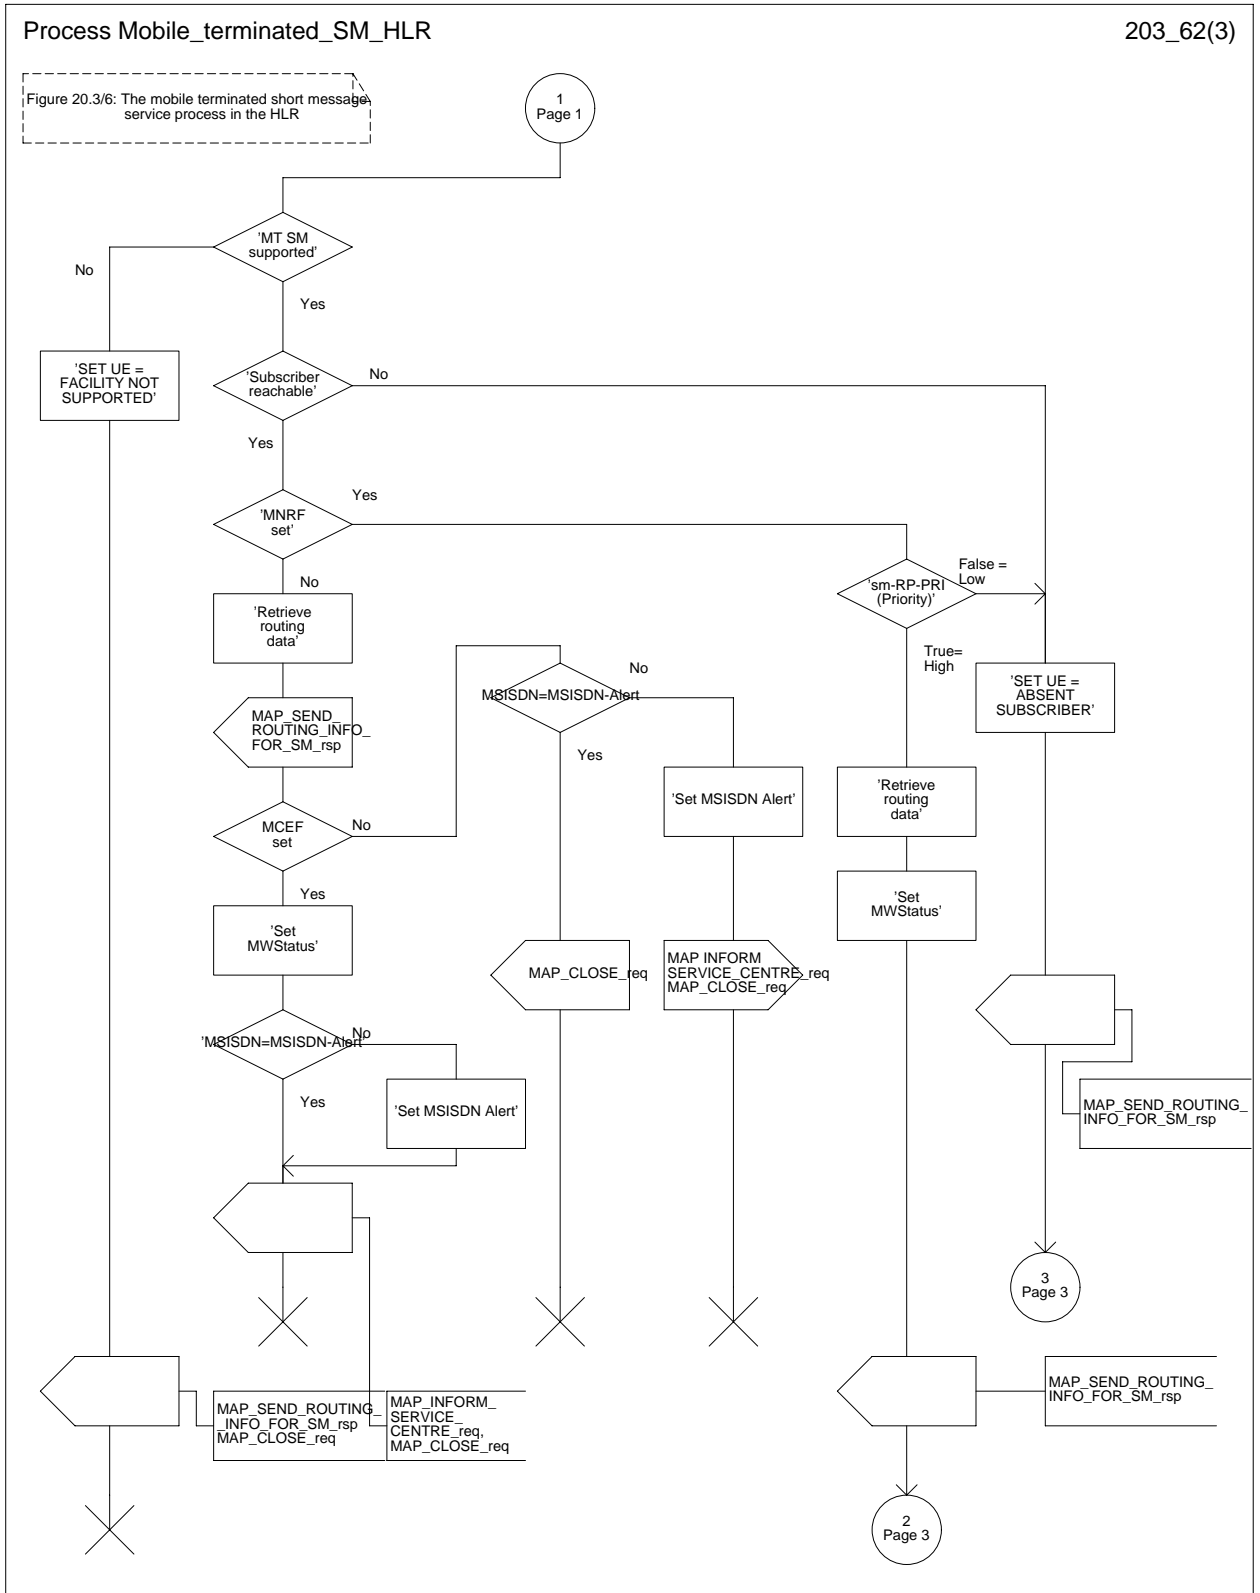 Process Mobile_terminated_SM_HLR
203_62(3)
Figure 20.3/6: The mobile terminated short message
service process in the HLR
1
Page 1
'MT SM
supported'
No
Yes
'SET UE =
FACILITY NOT
SUPPORTED'
'Subscriber
reachable'
No
Yes
'MNRF
set'
Yes
No
'sm-RP-PRI
(Priority)'
False =
Low
True=
High
'Retrieve
routing
data'
MSISDN=MSISDN-Alert
No
Yes
'SET UE =
ABSENT
SUBSCRIBER'
MAP_SEND_
ROUTING_INFO_
FOR_SM_rsp
'Set MSISDN Alert'
'Retrieve
routing
data'
MCEF
set
No
Yes
'Set
MWStatus'
'Set
MWStatus'
MAP_CLOSE_req
MAP INFORM
SERVICE_CENTRE_req
MAP_CLOSE_req
'MSISDN=MSISDN-Alert'
No
Yes
'Set MSISDN Alert'
MAP_SEND_ROUTING_
INFO_FOR_SM_rsp
3
Page 3
MAP_SEND_ROUTING_
_INFO_FOR_SM_rsp
MAP_CLOSE_req
MAP_INFORM_
SERVICE_
CENTRE_req,
MAP_CLOSE_req
MAP_SEND_ROUTING_
INFO_FOR_SM_rsp
2
Page 3